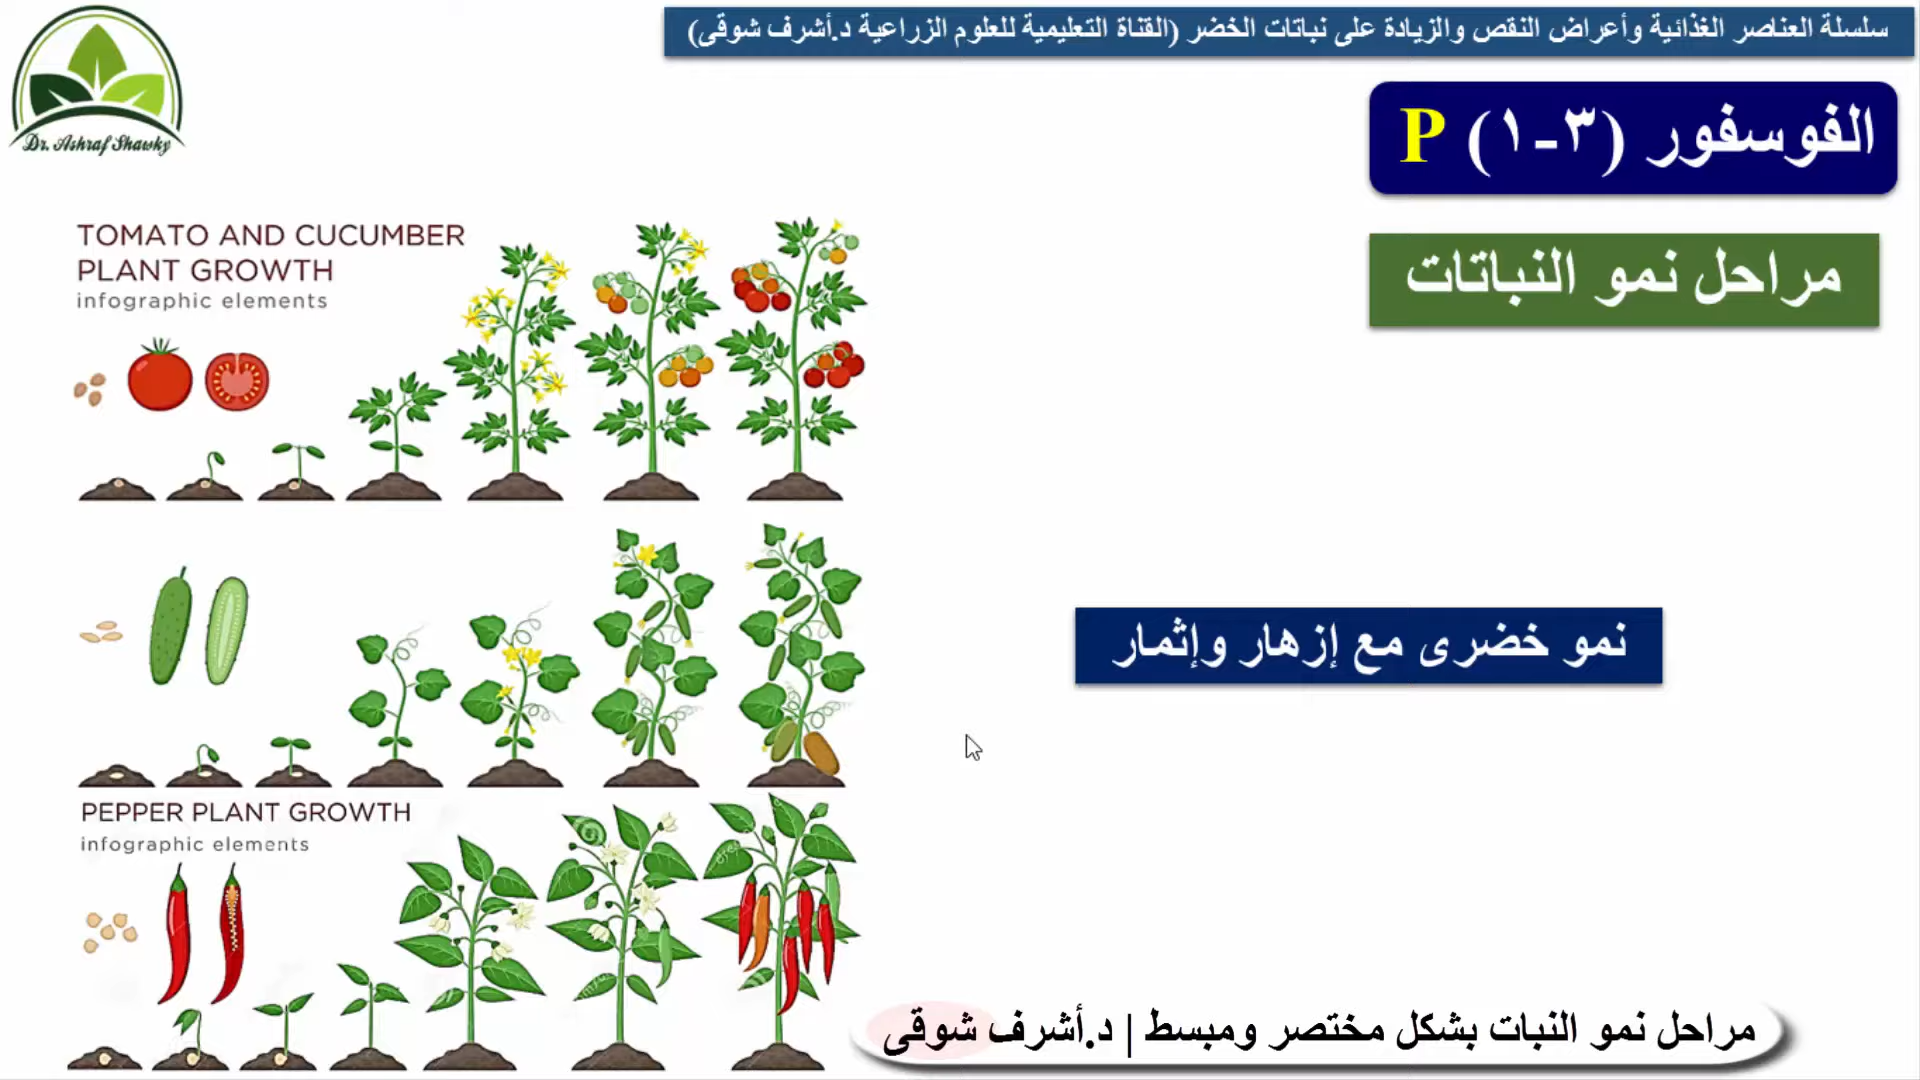 سلسلة العناصر الغذائية وأعراض النقص والزيادة على نباتات الخضر (القناة التعليمية للعلوم الزراعية د.أشرف شوقى)
Dr. Ashraf Shawky
الفوسفور (٣-١) P
مراحل نمو النباتات
TOMATO AND CUCUMBER
PLANT GROWTH
infographic elements
نمو خضرى مع إزهار وإثمار
PEPPER PLANT GROWTH
infographic elements
مراحل نمو النبات بشكل مختصر ومبسط | د.أشرف شوقى